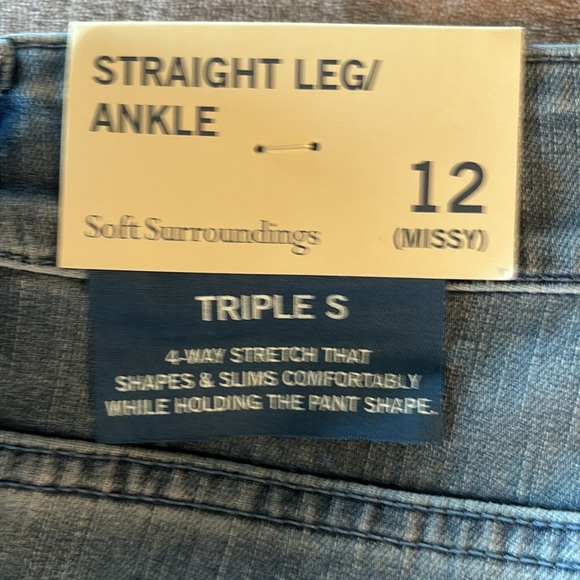 STRAIGHT LEG/
ANKLE
12
Soft Surroundings
(MISSY)
TRIPLE S
4-WAY STRETCH THAT
SHAPES & SLIMS COMFORTABLY
WHILE HOLDING THE PANT SHAPE.